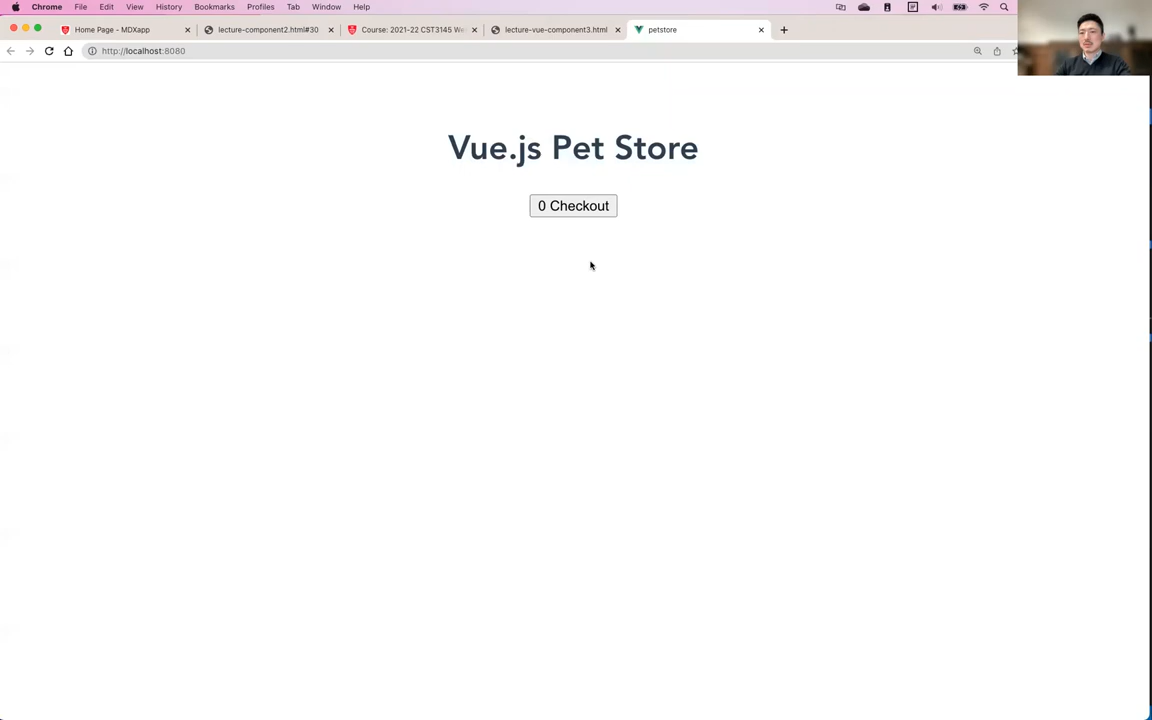 Chrome File Edit View History Bookmarks Profiles Tab Window Help
Home Page - MDXapp lecture-component2.html#30 Course: 2021-22 CST3145 We lecture-vue-component3.html petstore
http://localhost:8080
Vue.js Pet Store
0 Checkout